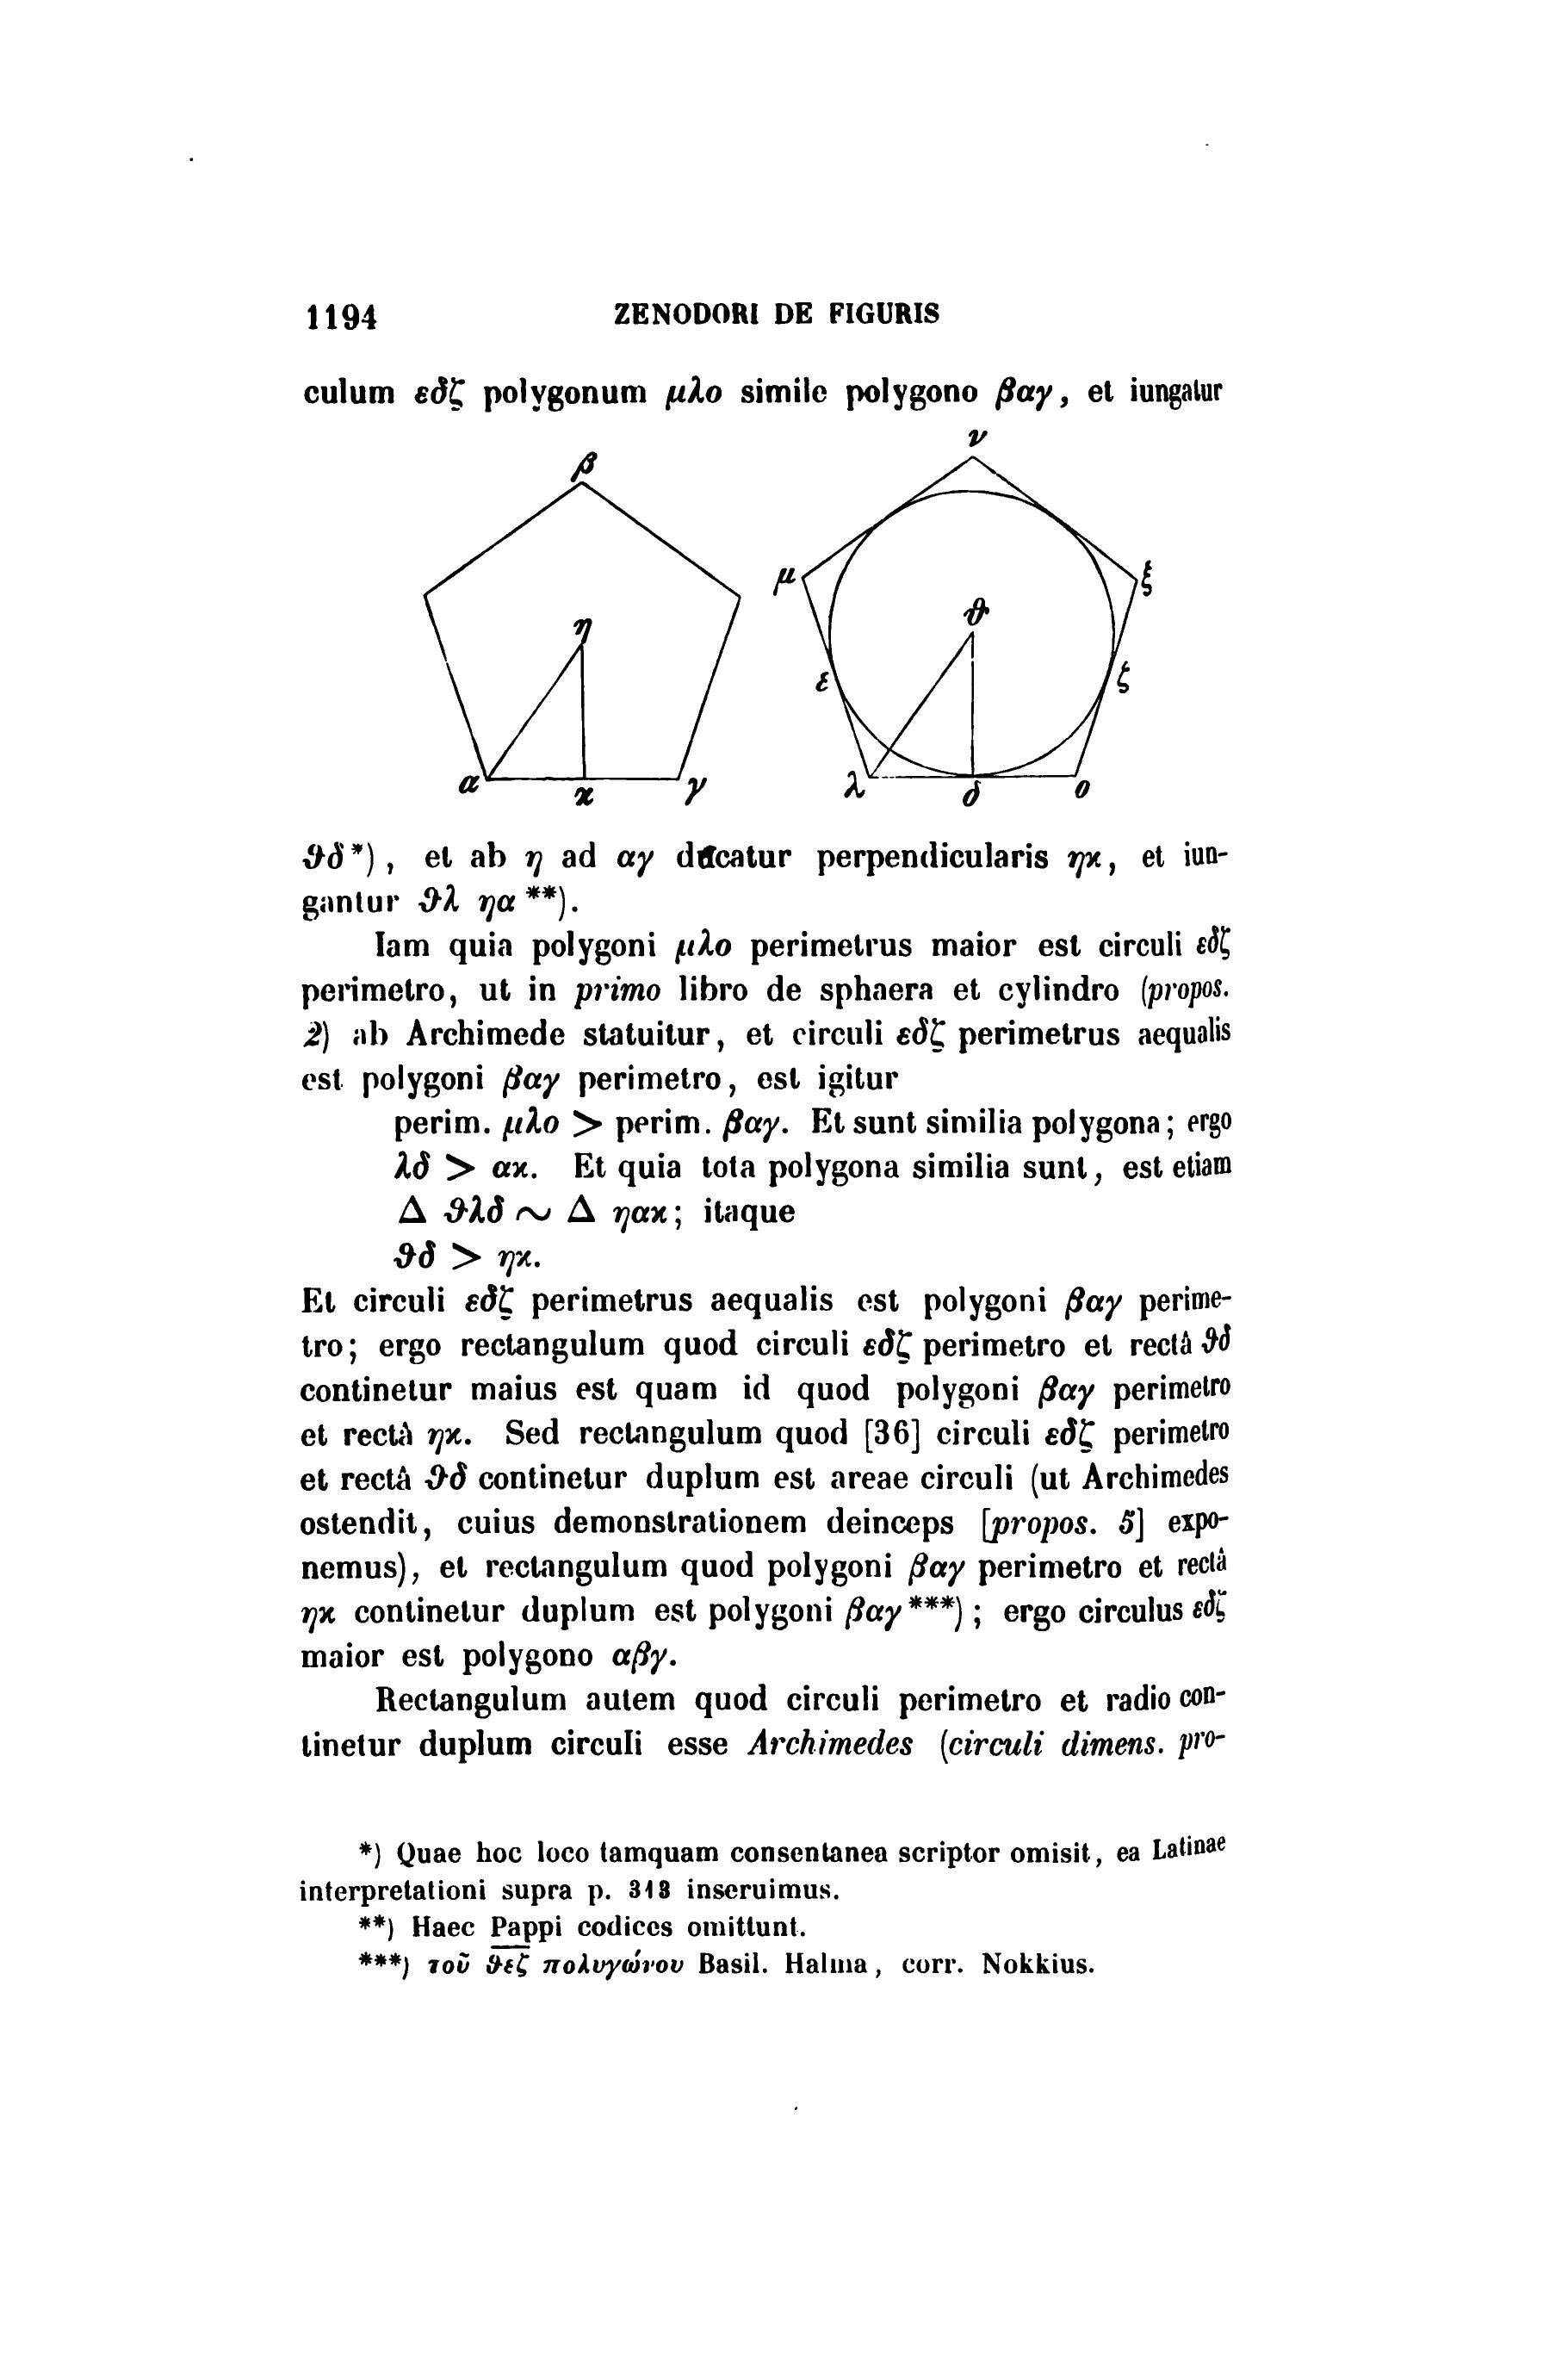 1194 ZENODORI DE FIGURIS
culum εδζ polygonum μλο simile polygono βαγ, et iungatur
β
ν
μ
ξ
η
ϑ
ε
ζ
α
κ
γ
λ
δ
ο
ϑδ*), et ab η ad αγ ducatur perpendicularis ηκ, et iun-
gantur ϑλ ηα**).
Iam quia polygoni μλο perimetrus maior est circuli εδζ
perimetro, ut in primo libro de sphaera et cylindro (propos.
2) ab Archimede statuitur, et circuli εδζ perimetrus aequalis
est polygoni βαγ perimetro, est igitur
perim. μλο > perim. βαγ. Et sunt similia polygona; ergo
λδ > ακ. Et quia tota polygona similia sunt, est etiam
Δ ϑλδ ∼ Δ ηακ; itaque
ϑδ > ηκ.
Et circuli εδζ perimetrus aequalis est polygoni βαγ perime-
tro; ergo rectangulum quod circuli εδζ perimetro et rectâ ϑδ
continetur maius est quam id quod polygoni βαγ perimetro
et rectâ ηκ. Sed rectangulum quod [36] circuli εδζ perimetro
et rectâ ϑδ continetur duplum est areae circuli (ut Archimedes
ostendit, cuius demonstrationem deinceps [propos. 5] expo-
nemus), et rectangulum quod polygoni βαγ perimetro et rectâ
ηκ continetur duplum est polygoni βαγ***); ergo circulus εδζ
maior est polygono αβγ.
Rectangulum autem quod circuli perimetro et radio con-
tinetur duplum circuli esse Archimedes (circuli dimens. pro-
*) Quae hoc loco tamquam consentanea scriptor omisit, ea Latinae
interpretationi supra p. 313 inseruimus.
**) Haec Pappi codices omittunt.
***) τοῦ ϑεζ πολυγώνου Basil. Halma, corr. Nokkius.